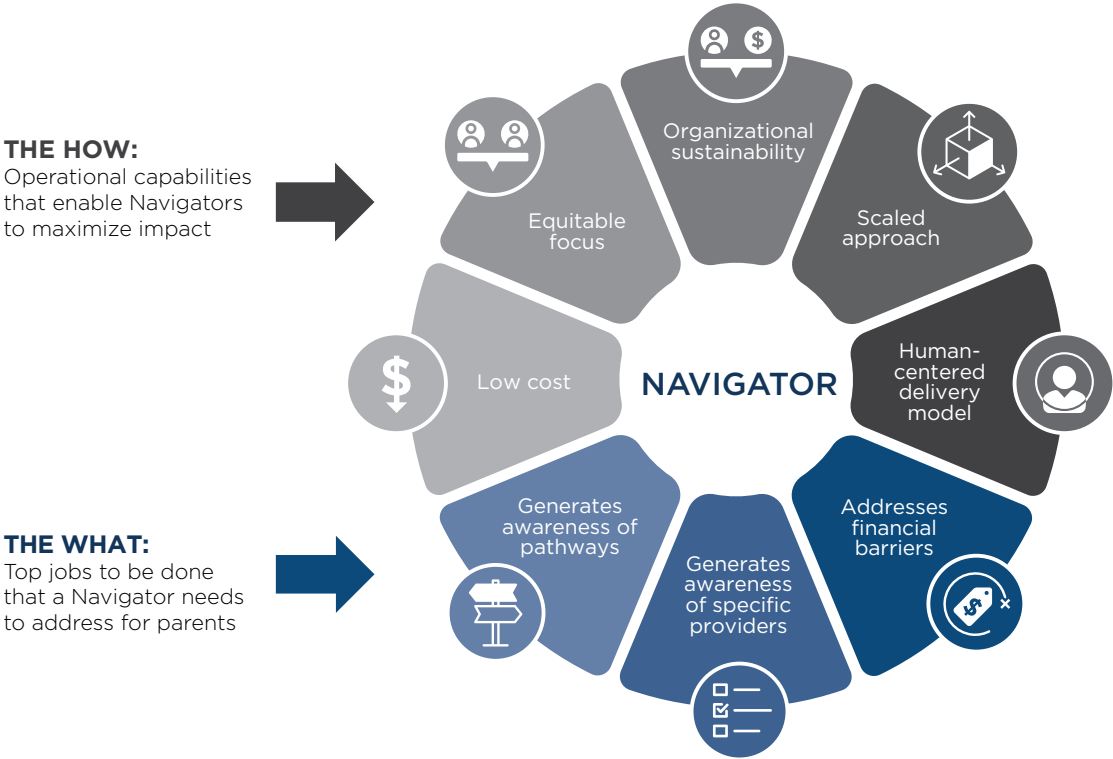 THE HOW:
Operational capabilities
that enable Navigators
to maximize impact
THE WHAT:
Top jobs to be done
that a Navigator needs
to address for parents
Organizational
sustainability
Scaled
approach
Human-
centered
delivery
model
Addresses
financial
barriers
Generates
awareness
of specific
providers
Generates
awareness of
pathways
Low cost
Equitable
focus
NAVIGATOR
$
$
$